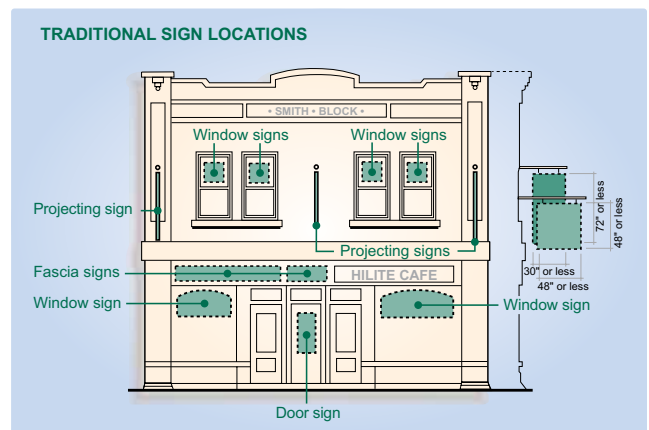 TRADITIONAL SIGN LOCATIONS
• SMITH • BLOCK •
Window signs
Window signs
Projecting sign
Projecting signs
72" or less
48" or less
Fascia signs
HILITE CAFE
30" or less
48" or less
Window sign
Window sign
Door sign